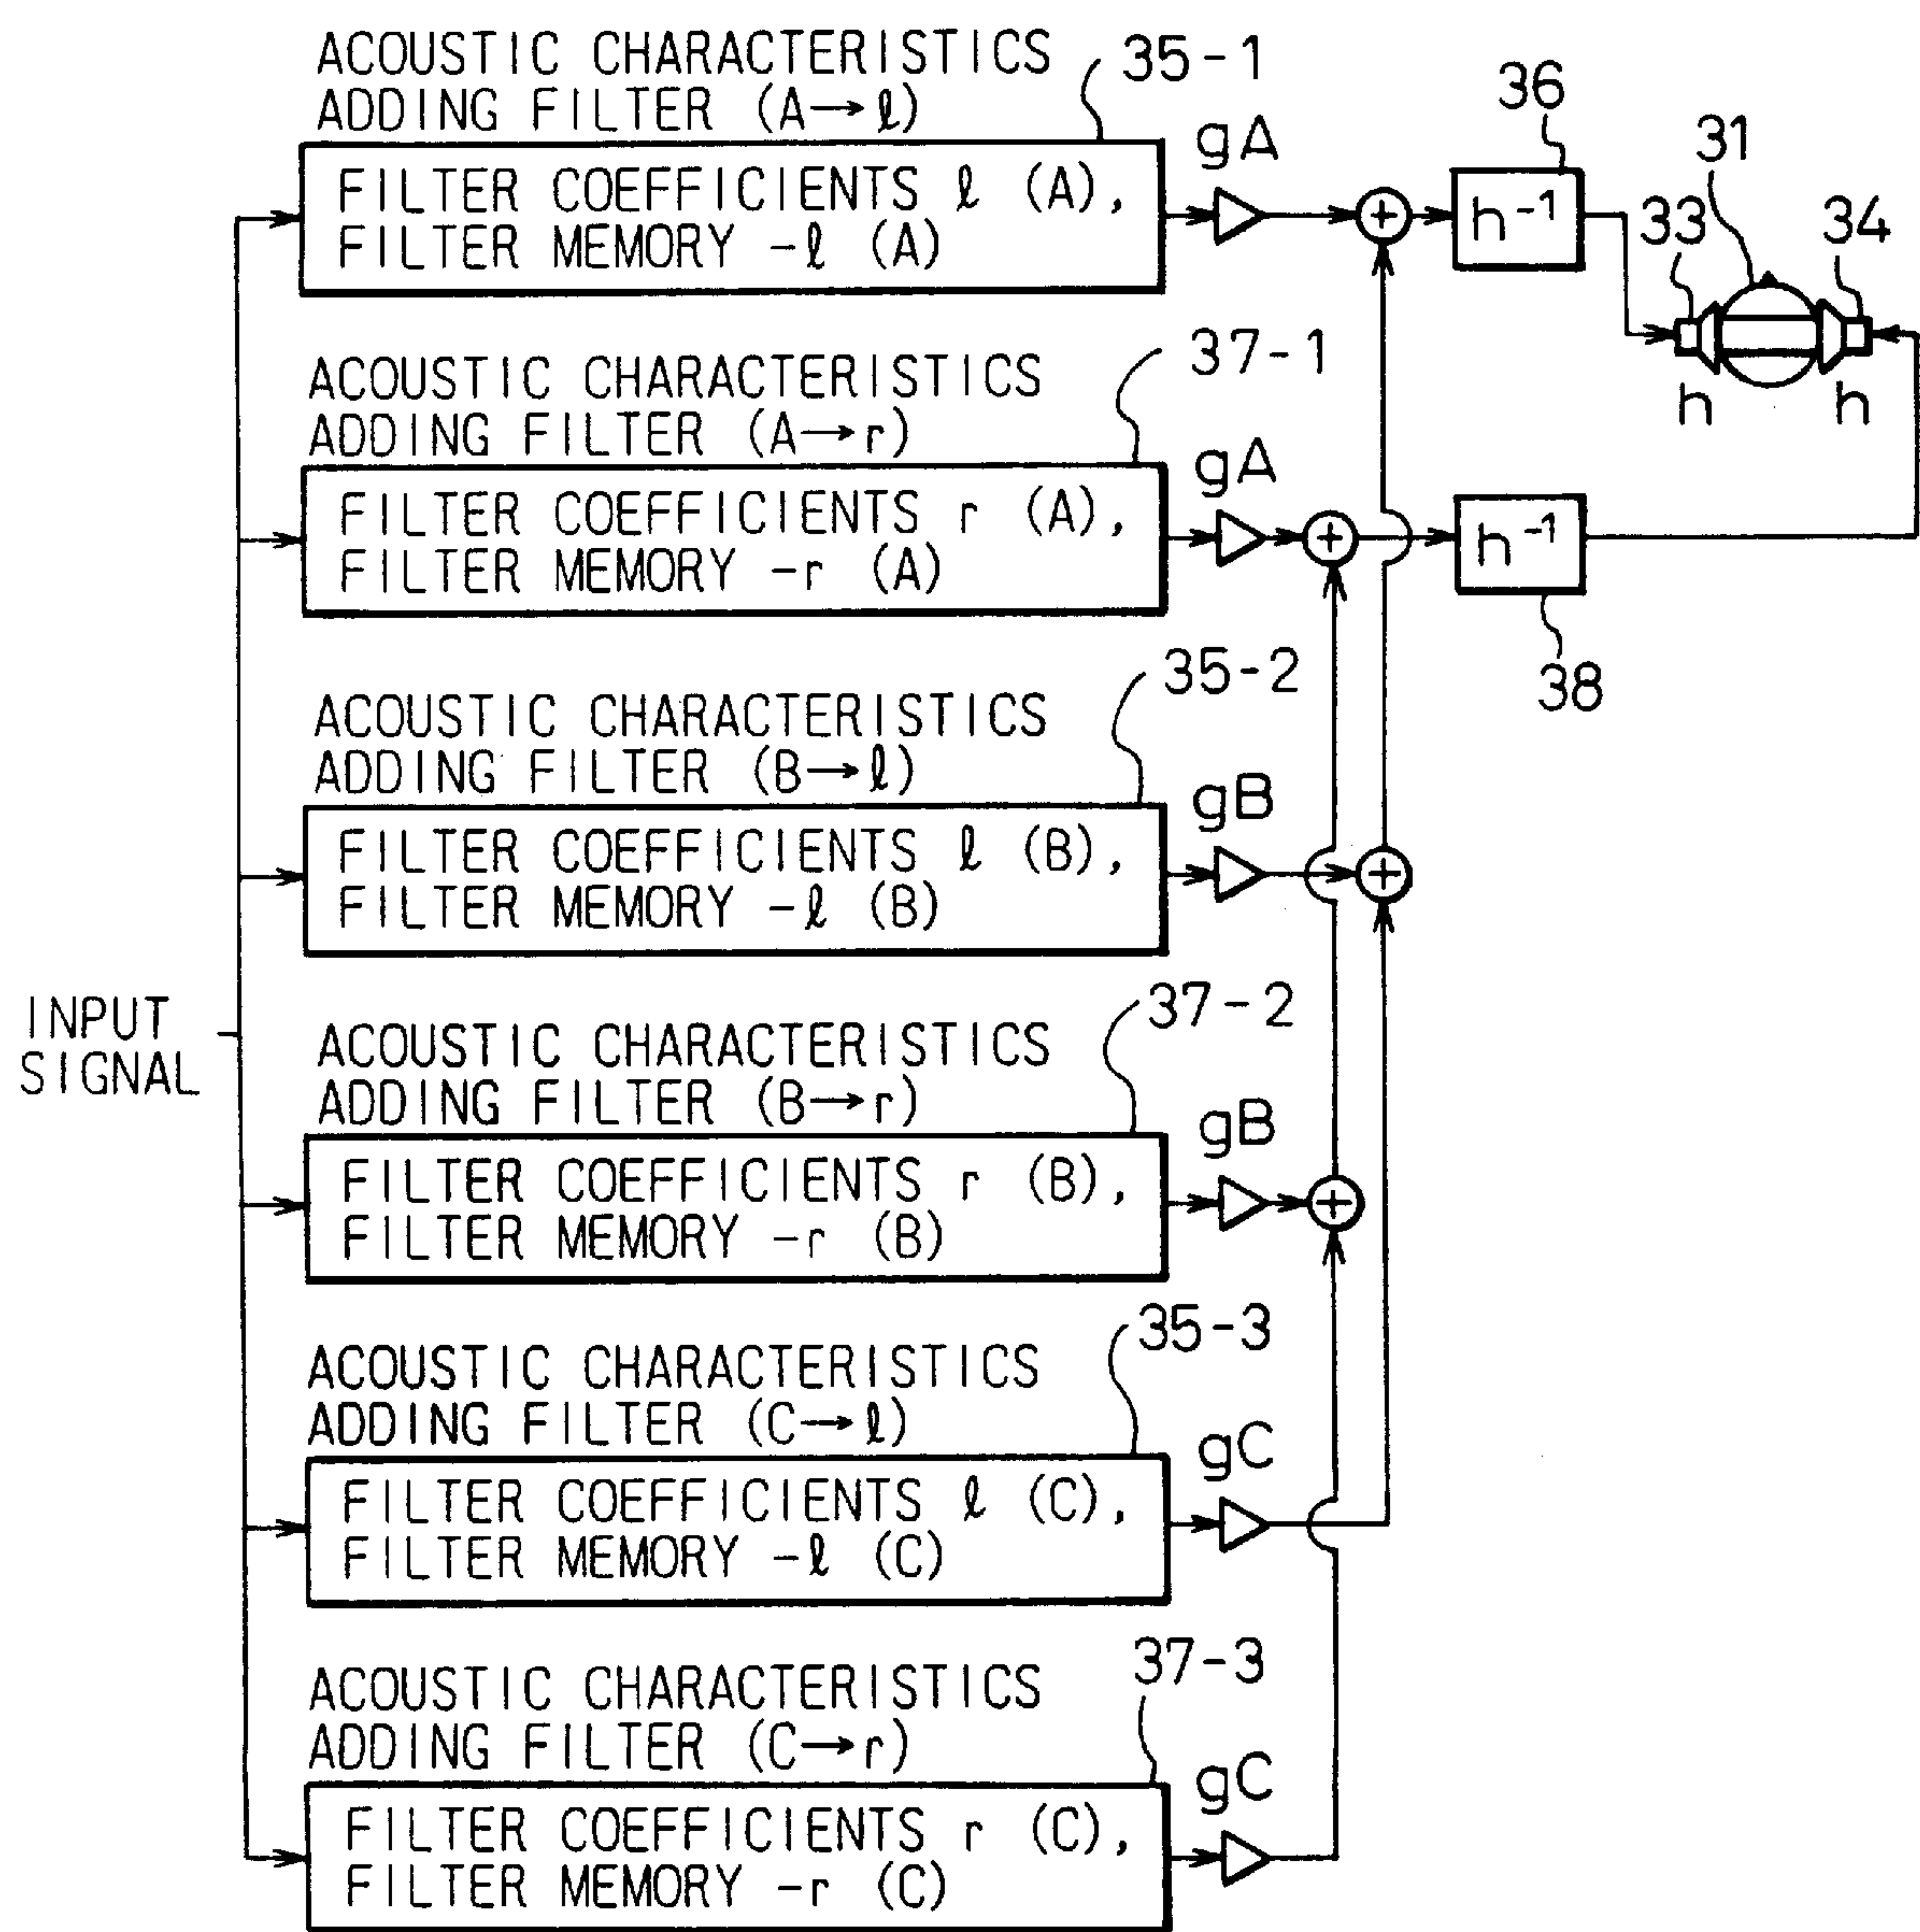 ACOUSTIC CHARACTERISTICS
ADDING FILTER (A→ℓ)
35-1
FILTER COEFFICIENTS ℓ (A),
FILTER MEMORY -ℓ (A)
gA
36
h⁻¹
31
33
34
h
h
ACOUSTIC CHARACTERISTICS
ADDING FILTER (A→r)
37-1
FILTER COEFFICIENTS r (A),
FILTER MEMORY -r (A)
gA
h⁻¹
38
ACOUSTIC CHARACTERISTICS
ADDING FILTER (B→ℓ)
35-2
FILTER COEFFICIENTS ℓ (B),
FILTER MEMORY -ℓ (B)
gB
INPUT
SIGNAL
ACOUSTIC CHARACTERISTICS
ADDING FILTER (B→r)
37-2
FILTER COEFFICIENTS r (B),
FILTER MEMORY -r (B)
gB
ACOUSTIC CHARACTERISTICS
ADDING FILTER (C→ℓ)
35-3
FILTER COEFFICIENTS ℓ (C),
FILTER MEMORY -ℓ (C)
gC
ACOUSTIC CHARACTERISTICS
ADDING FILTER (C→r)
37-3
FILTER COEFFICIENTS r (C),
FILTER MEMORY -r (C)
gC